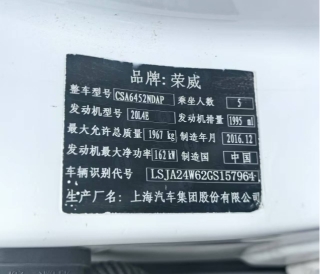 品牌:荣威
整车型号 CSA6452NDAP 乘坐人数 5
发动机型号 20L4E 发动机排量 1995 ml
最大允许总质量 1967 kg 制造年月 2016.12
发动机最大净功率 162 kW 制造国 中国
车辆识别代号 LSJA24W62GS157964
生产厂名:上海汽车集团股份有限公司